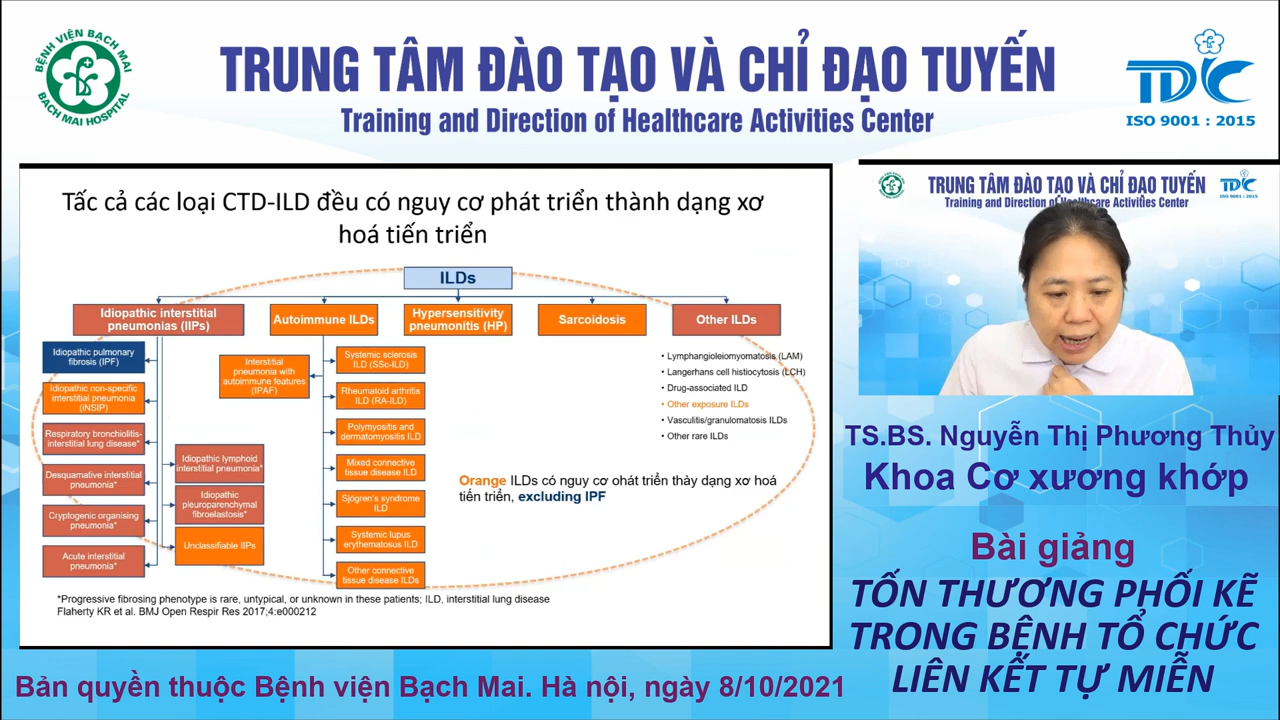 BỆNH VIỆN BẠCH MAI
BACH MAI HOSPITAL
TRUNG TÂM ĐÀO TẠO VÀ CHỈ ĐẠO TUYẾN
Training and Direction of Healthcare Activities Center
TDC
ISO 9001 : 2015
Tất cả các loại CTD-ILD đều có nguy cơ phát triển thành dạng xơ
hoá tiến triển
ILDs
Idiopathic interstitial
pneumonias (IIPs)
Autoimmune ILDs
Hypersensitivity
pneumonitis (HP)
Sarcoidosis
Other ILDs
Idiopathic pulmonary
fibrosis (IPF)
Idiopathic non-specific
interstitial pneumonia
(iNSIP)
Respiratory bronchiolitis-
interstitial lung disease*
Desquamative interstitial
pneumonia*
Cryptogenic organising
pneumonia*
Acute interstitial
pneumonia*
Idiopathic lymphoid
interstitial pneumonia*
Idiopathic
pleuroparenchymal
fibroelastosis*
Unclassifiable IIPs
Interstitial
pneumonia with
autoimmune features
(IPAF)
Systemic sclerosis
ILD (SSc-ILD)
Rheumatoid arthritis
ILD (RA-ILD)
Polymyositis and
dermatomyositis ILD
Mixed connective
tissue disease ILD
Sjögren's syndrome
ILD
Systemic lupus
erythematosus ILD
Other connective
tissue disease ILDs
• Lymphangioleiomyomatosis (LAM)
• Langerhans cell histiocytosis (LCH)
• Drug-associated ILD
• Other exposure ILDs
• Vasculitis/granulomatosis ILDs
• Other rare ILDs
Orange ILDs có nguy cơ ohát triển thày dạng xơ hoá
tiến triển, excluding IPF
*Progressive fibrosing phenotype is rare, untypical, or unknown in these patients; ILD, interstitial lung disease
Flaherty KR et al. BMJ Open Respir Res 2017;4:e000212
TRUNG TÂM ĐÀO TẠO VÀ CHỈ ĐẠO TUYẾN
Training and Direction of Healthcare Activities Center
TDC
ISO 9001 : 2015
TS.BS. Nguyễn Thị Phương Thủy
Khoa Cơ xương khớp
Bài giảng
TỔN THƯƠNG PHỔI KẼ
TRONG BỆNH TỔ CHỨC
LIÊN KẾT TỰ MIỄN
Bản quyền thuộc Bệnh viện Bạch Mai. Hà nội, ngày 8/10/2021